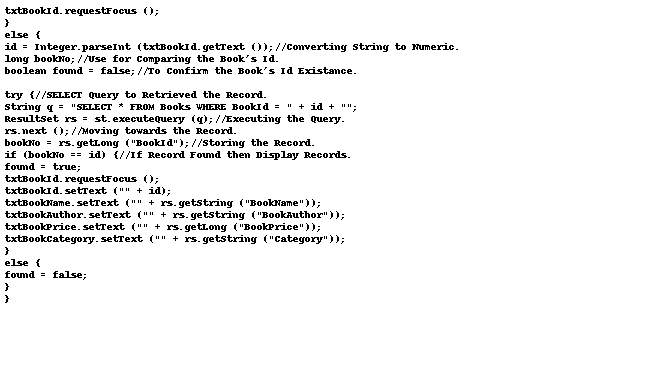 txtBookId.requestFocus ();
}
else {
id = Integer.parseInt (txtBookId.getText ());//Converting String to Numeric.
long bookNo;//Use for Comparing the Book's Id.
boolean found = false;//To Confirm the Book's Id Existance.
try {//SELECT Query to Retrieved the Record.
String q = "SELECT * FROM Books WHERE BookId = " + id + "";
ResultSet rs = st.executeQuery (q);//Executing the Query.
rs.next ();//Moving towards the Record.
bookNo = rs.getLong ("BookId");//Storing the Record.
if (bookNo == id) {//If Record Found then Display Records.
found = true;
txtBookId.requestFocus ();
txtBookId.setText ("" + id);
txtBookName.setText ("" + rs.getString ("BookName"));
txtBookAuthor.setText ("" + rs.getString ("BookAuthor"));
txtBookPrice.setText ("" + rs.getLong ("BookPrice"));
txtBookCategory.setText ("" + rs.getString ("Category"));
}
else {
found = false;
}
}